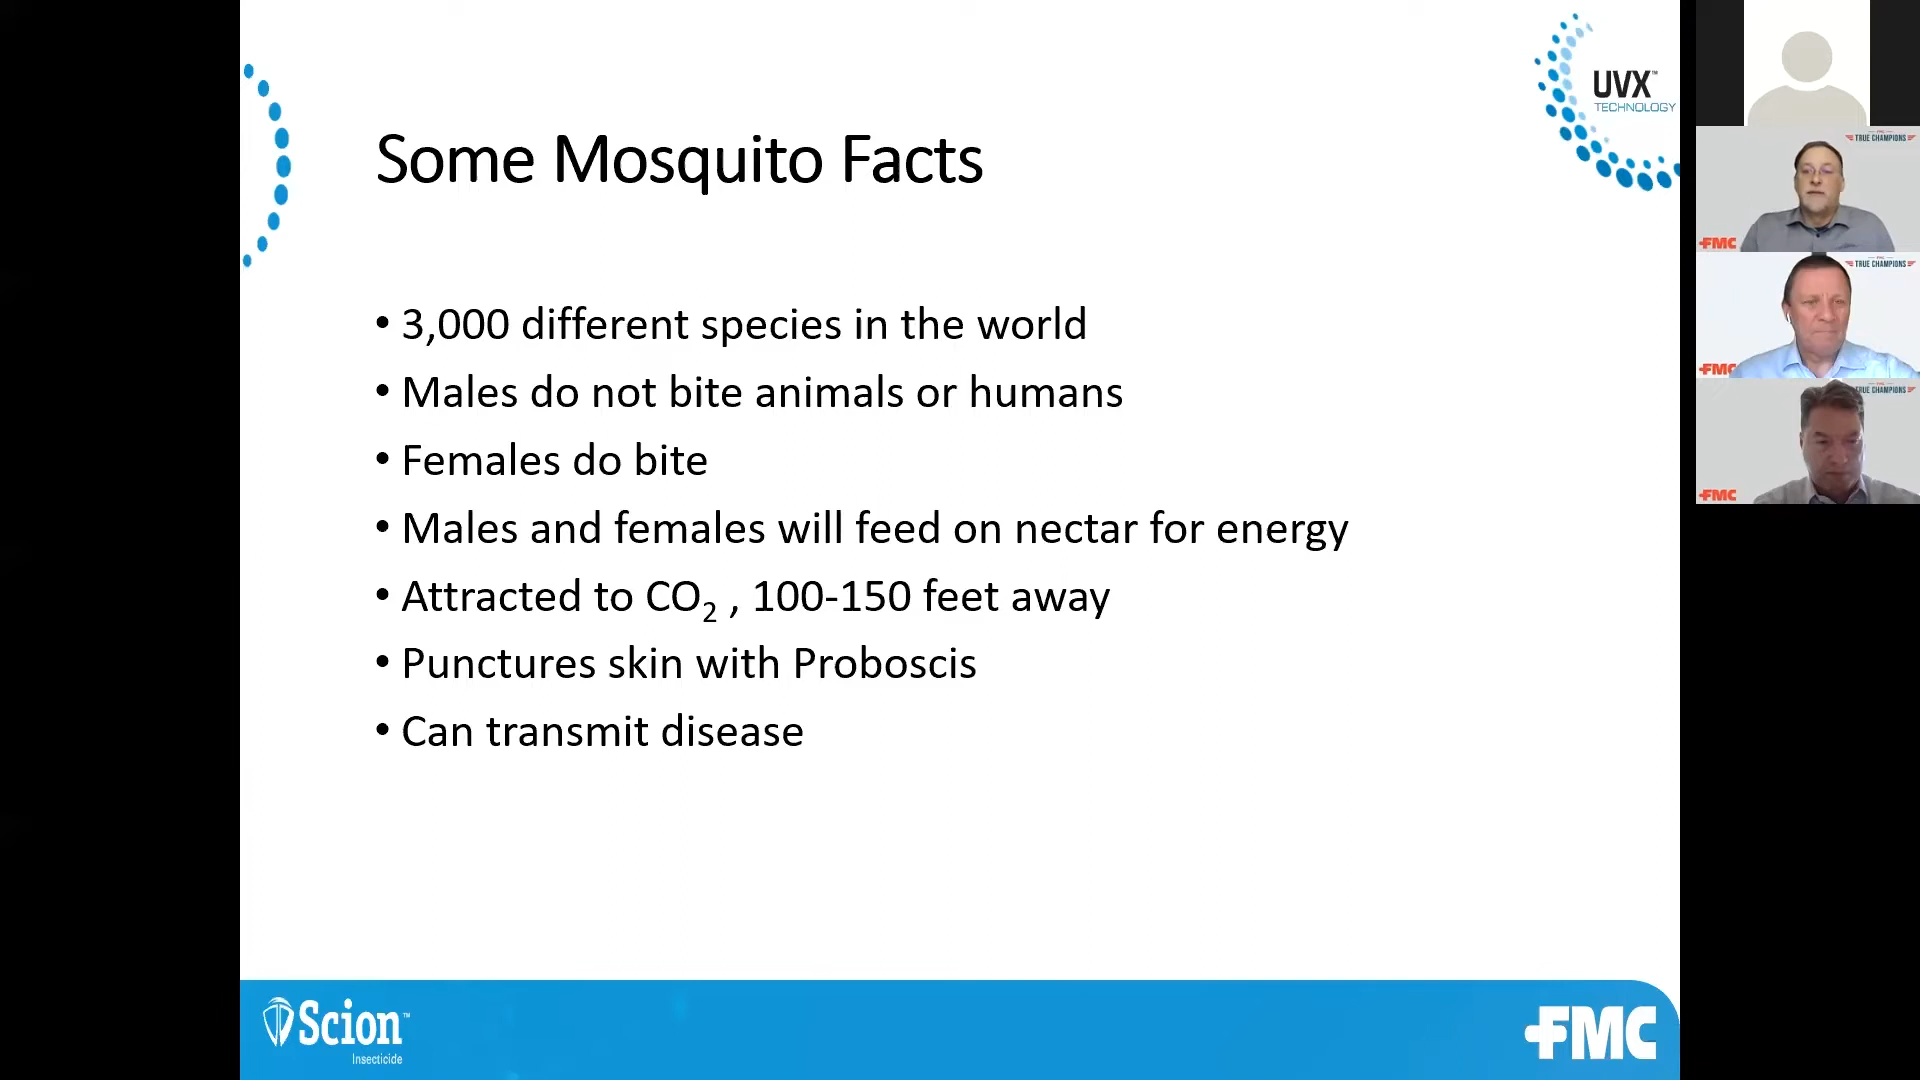 UVX™
TECHNOLOGY
Some Mosquito Facts
• 3,000 different species in the world
• Males do not bite animals or humans
• Females do bite
• Males and females will feed on nectar for energy
• Attracted to CO₂ , 100-150 feet away
• Punctures skin with Proboscis
• Can transmit disease
Scion™
Insecticide
FMC
TRUE CHAMPIONS
FMC
TRUE CHAMPIONS
FMC
TRUE CHAMPIONS
FMC